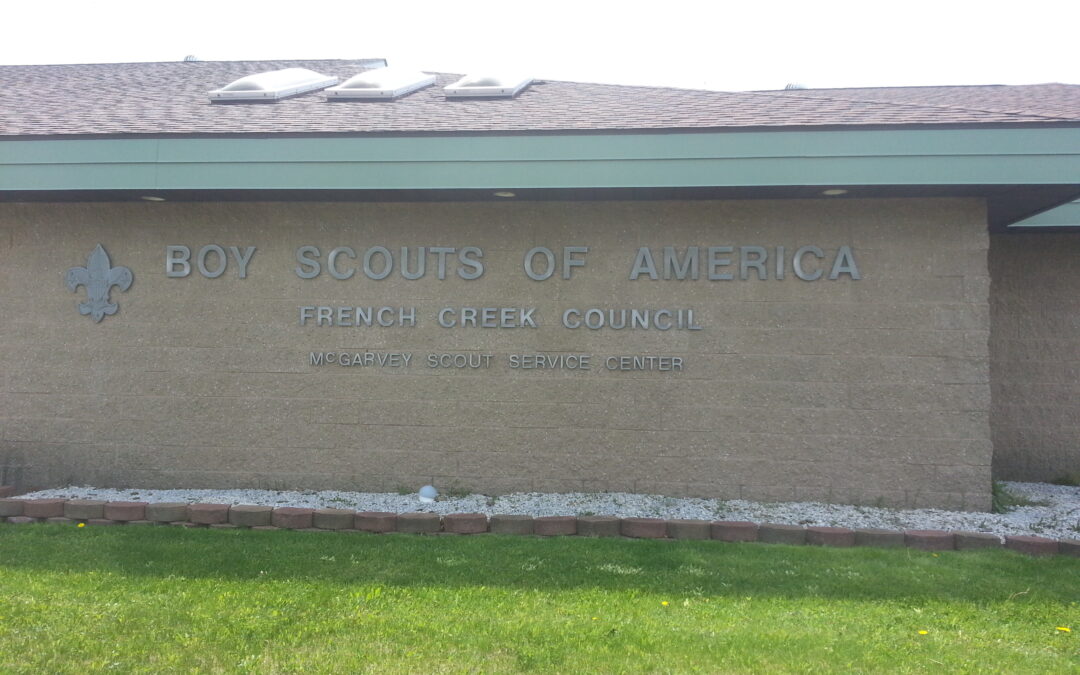 BOY SCOUTS OF AMERICA
FRENCH CREEK COUNCIL
McGARVEY SCOUT SERVICE CENTER